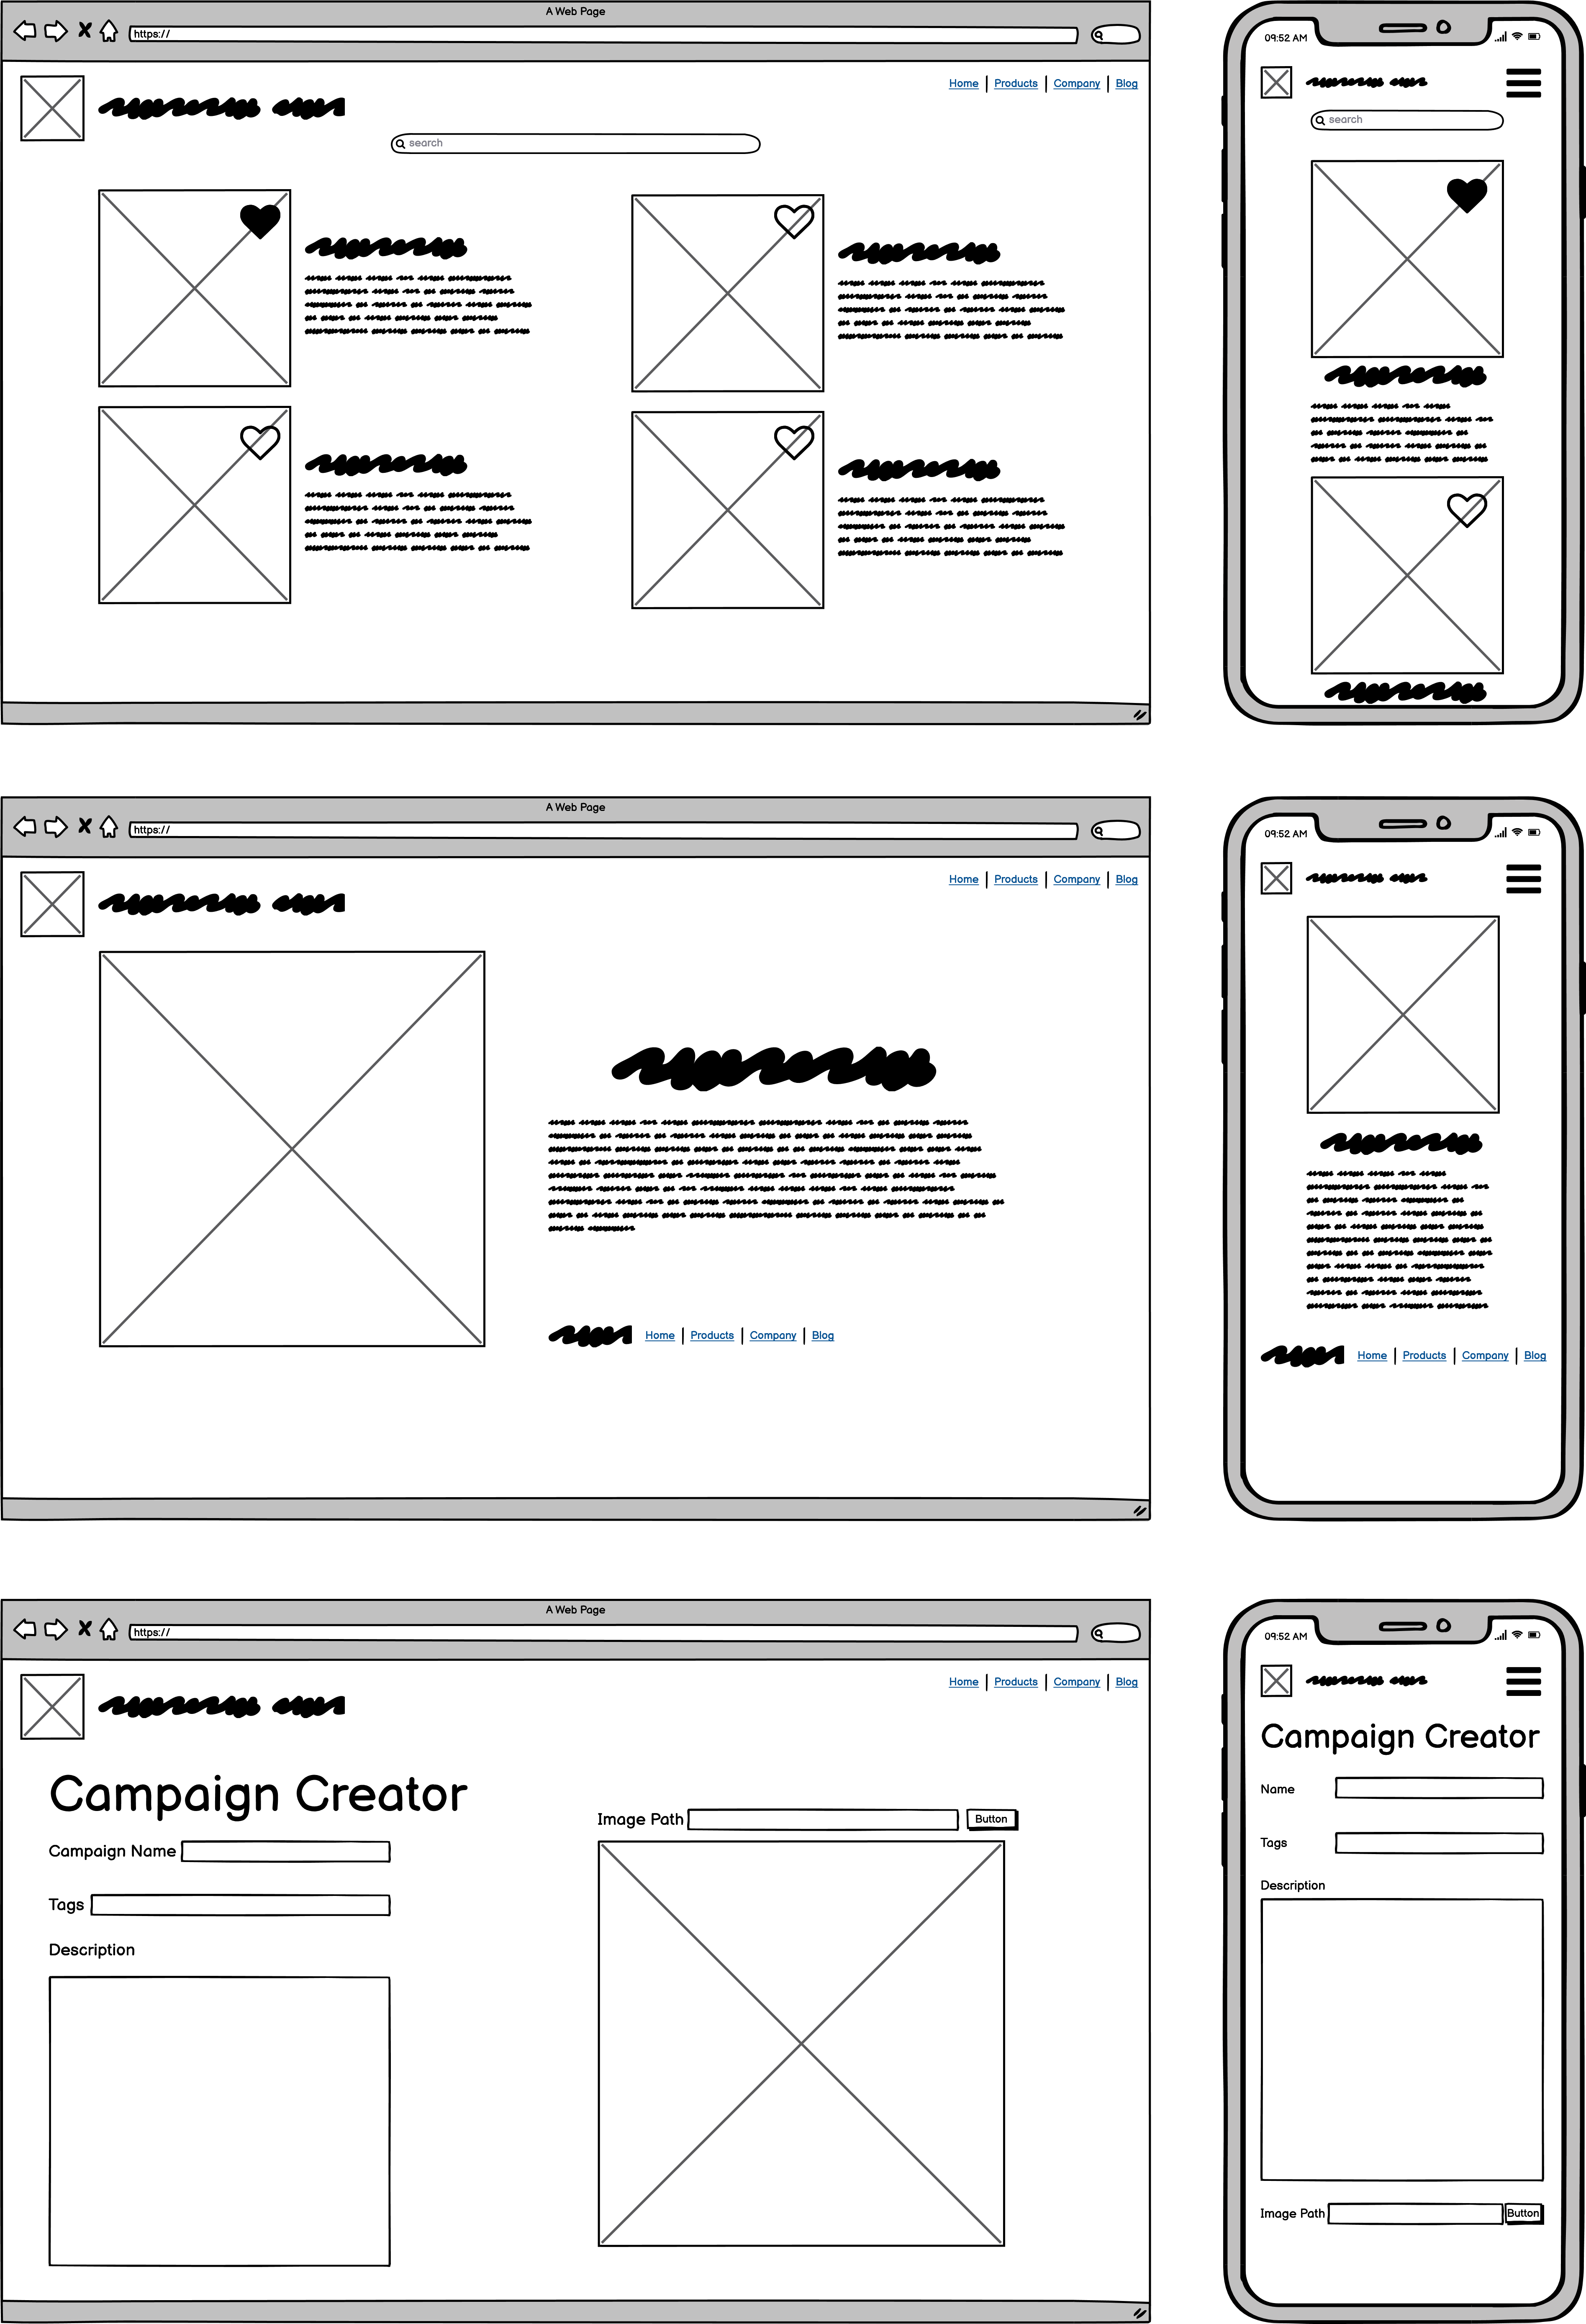 A Web Page
https://
Home Products Company Blog
search
09:52 AM
search
A Web Page
https://
Home Products Company Blog
Home Products Company Blog
09:52 AM
Home Products Company Blog
A Web Page
https://
Home Products Company Blog
Campaign Creator
Campaign Name
Tags
Description
Image Path Button
09:52 AM
Campaign Creator
Name
Tags
Description
Image Path Button